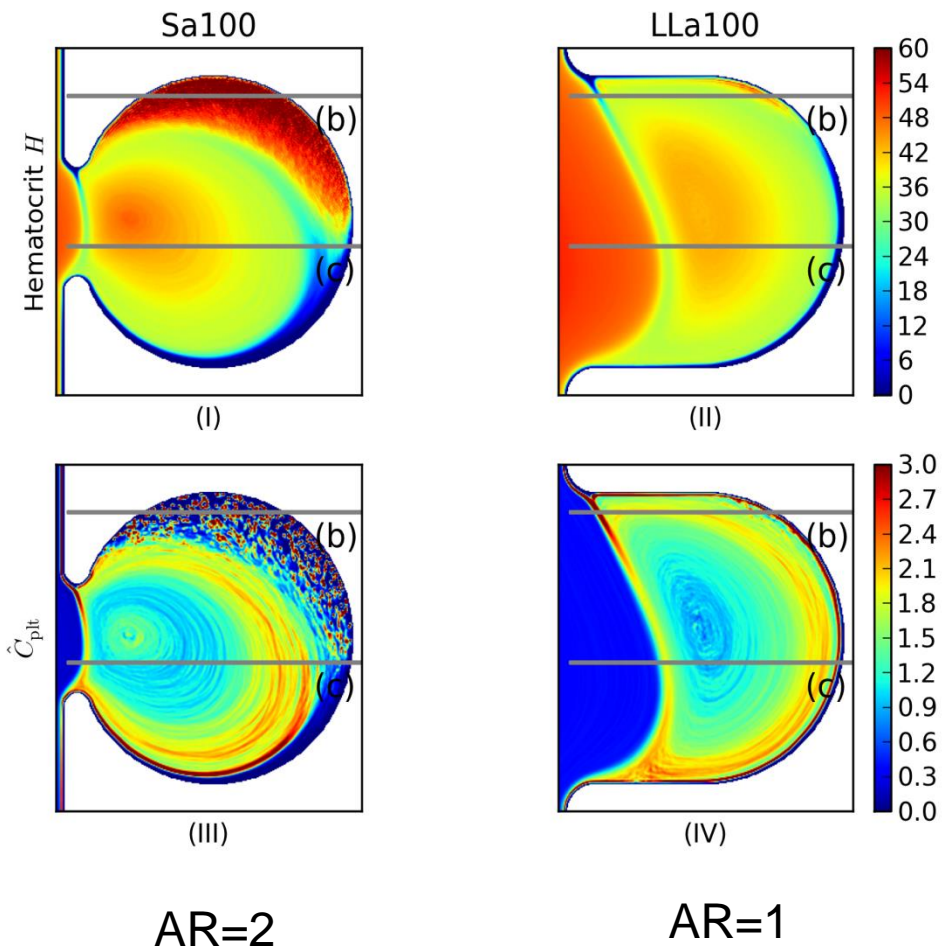 Sa100
LLa100
Hematocrit H
(b)
(c)
(I)
(b)
(c)
(II)
60
54
48
42
36
30
24
18
12
6
0
Ĉplt
(b)
(c)
(III)
(b)
(c)
(IV)
3.0
2.7
2.4
2.1
1.8
1.5
1.2
0.9
0.6
0.3
0.0
AR=2
AR=1